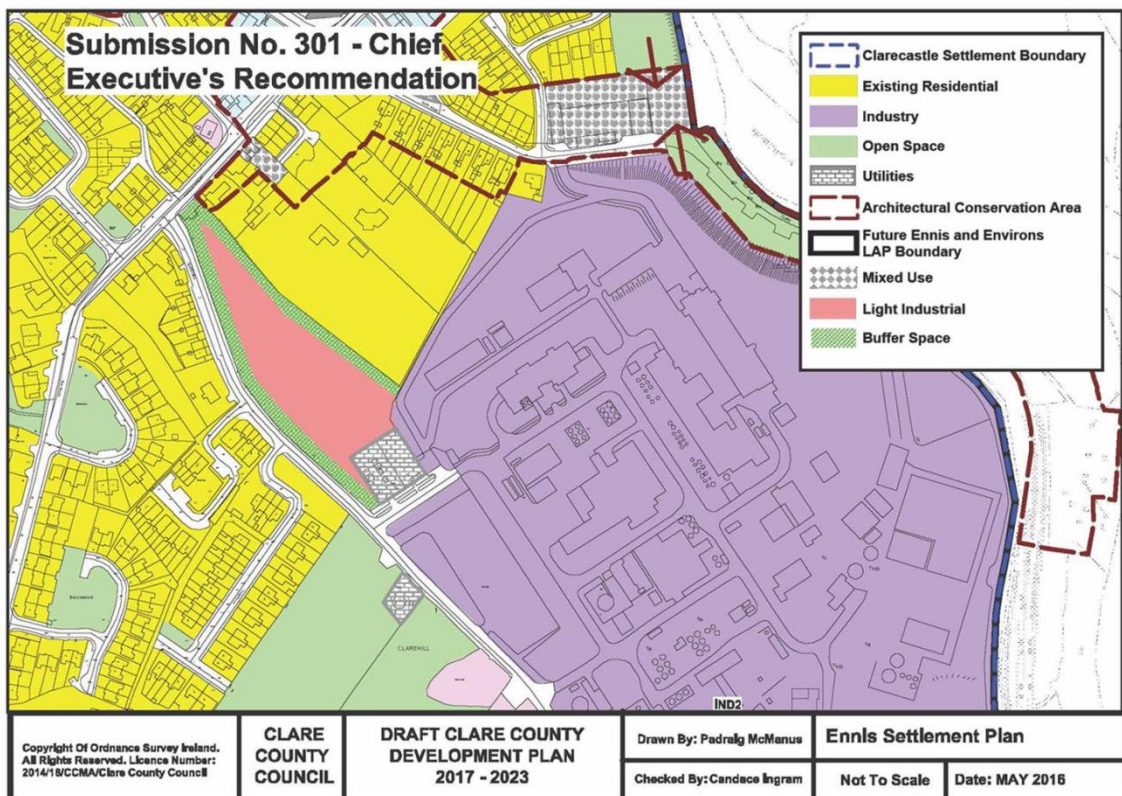 Submission No. 301 - Chief
Executive's Recommendation
Clarecastle Settlement Boundary
Existing Residential
Industry
Open Space
Utilities
Architectural Conservation Area
Future Ennis and Environs
LAP Boundary
Mixed Use
Light Industrial
Buffer Space
CLAREHILL
IND2
Copyright Of Ordnance Survey Ireland.
All Rights Reserved. Licence Number:
2014/18/CCMA/Clare County Council
CLARE
COUNTY
COUNCIL
DRAFT CLARE COUNTY
DEVELOPMENT PLAN
2017 - 2023
Drawn By: Padraig McManus
Checked By: Candace Ingram
Ennis Settlement Plan
Not To Scale
Date: MAY 2016